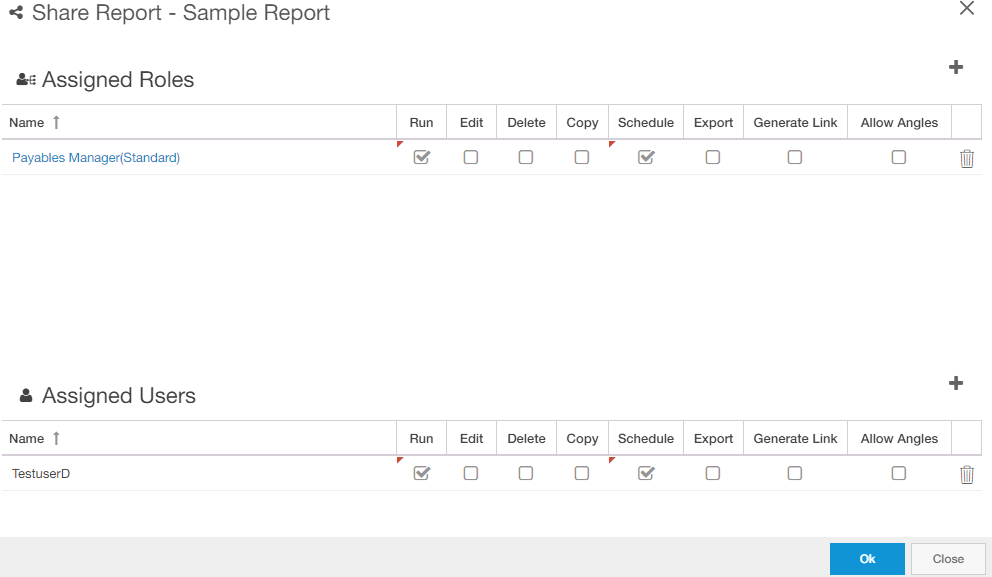 Share Report - Sample Report
Assigned Roles
Name Run Edit Delete Copy Schedule Export Generate Link Allow Angles
Payables Manager(Standard)
Assigned Users
Name Run Edit Delete Copy Schedule Export Generate Link Allow Angles
TestuserD
Ok Close